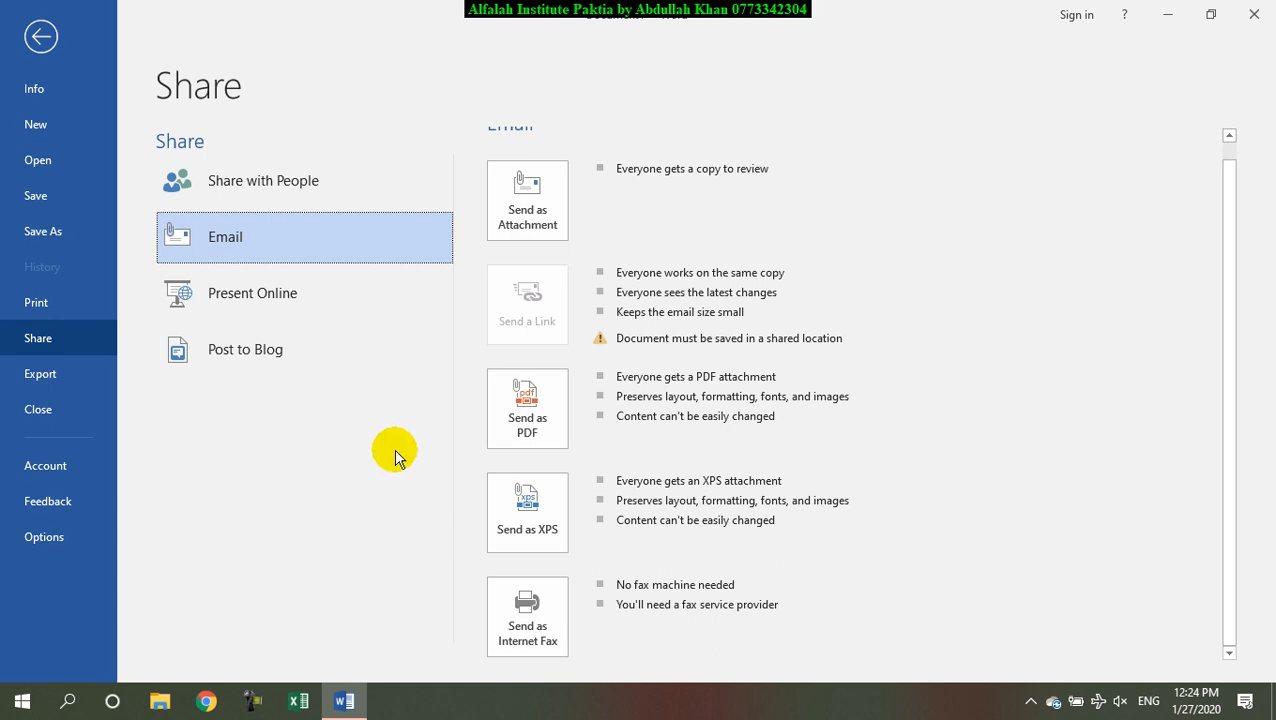 Alfalah Institute Paktia by Abdullah Khan 0773342304
Sign in
?
Share
Info
New
Open
Save
Save As
History
Print
Share
Export
Close
Account
Feedback
Options
Share
Share with People
Email
Present Online
Post to Blog
Email
Send as
Attachment
Everyone gets a copy to review
Send a Link
Everyone works on the same copy
Everyone sees the latest changes
Keeps the email size small
Document must be saved in a shared location
pdf
Send as
PDF
Everyone gets a PDF attachment
Preserves layout, formatting, fonts, and images
Content can't be easily changed
xps
Send as XPS
Everyone gets an XPS attachment
Preserves layout, formatting, fonts, and images
Content can't be easily changed
Send as
Internet Fax
No fax machine needed
You'll need a fax service provider
ENG
12:24 PM
1/27/2020